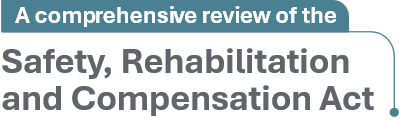 A comprehensive review of the
Safety, Rehabilitation
and Compensation Act